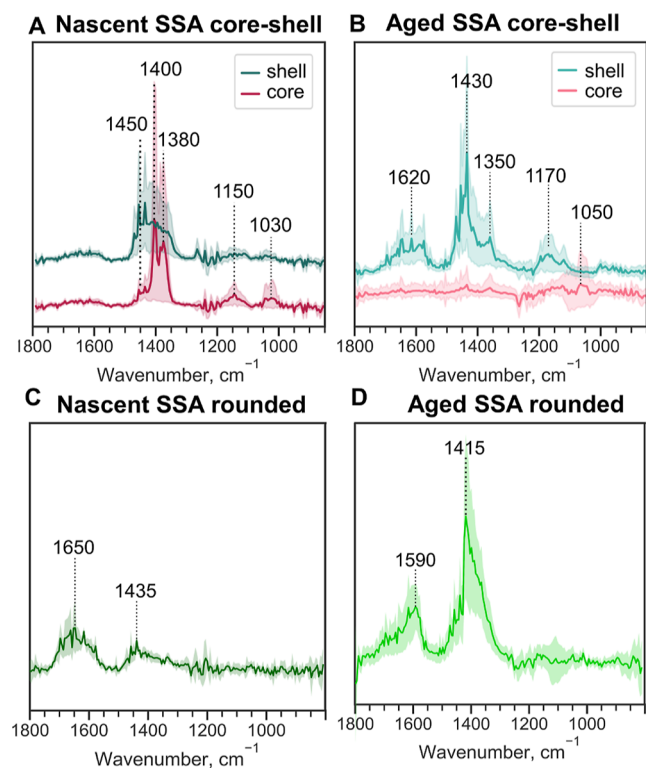 A Nascent SSA core-shell
1400
shell
core
1450
1380
1150
1030
1800 1600 1400 1200 1000
Wavenumber, cm⁻¹
B Aged SSA core-shell
shell
core
1430
1350
1620
1170
1050
1800 1600 1400 1200 1000
Wavenumber, cm⁻¹
C Nascent SSA rounded
1650
1435
1800 1600 1400 1200 1000
Wavenumber, cm⁻¹
D Aged SSA rounded
1415
1590
1800 1600 1400 1200 1000
Wavenumber, cm⁻¹